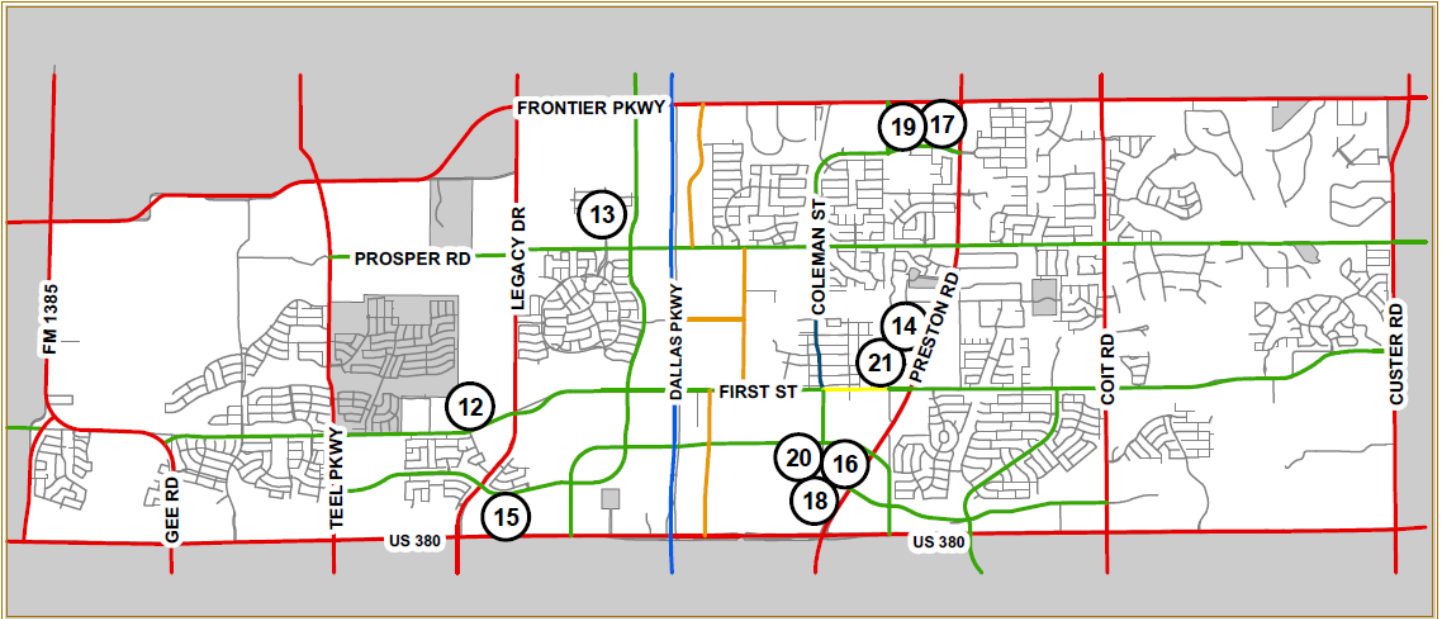 FRONTIER PKWY
19
17
13
LEGACY DR
COLEMAN ST
PROSPER RD
FM 1385
DALLAS PKWY
14
PRESTON RD
21
COIT RD
CUSTER RD
FIRST ST
12
20
16
18
GEE RD
TEEL PKWY
15
US 380
US 380